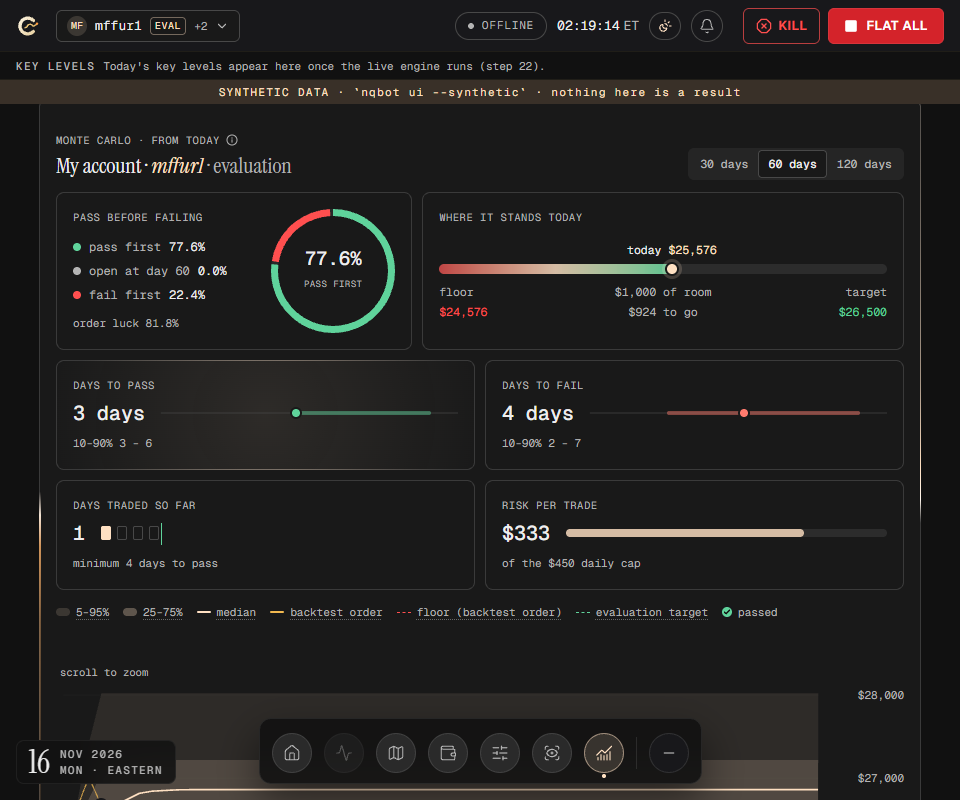 MF mffur1 EVAL +2
OFFLINE 02:19:14 ET KILL FLAT ALL
KEY LEVELS Today's key levels appear here once the live engine runs (step 22).
SYNTHETIC DATA · `nqbot ui --synthetic` · nothing here is a result
MONTE CARLO · FROM TODAY
My account · mffur1 · evaluation
30 days 60 days 120 days
PASS BEFORE FAILING
pass first 77.6%
open at day 60 0.0%
fail first 22.4%
order luck 81.8%
77.6%
PASS FIRST
WHERE IT STANDS TODAY
today $25,576
floor $1,000 of room target
$24,576 $924 to go $26,500
DAYS TO PASS
3 days
10-90% 3 - 6
DAYS TO FAIL
4 days
10-90% 2 - 7
DAYS TRADED SO FAR
1
minimum 4 days to pass
RISK PER TRADE
$333
of the $450 daily cap
5-95% 25-75% median backtest order floor (backtest order) evaluation target passed
scroll to zoom
$28,000
$27,000
16 NOV 2026
MON · EASTERN